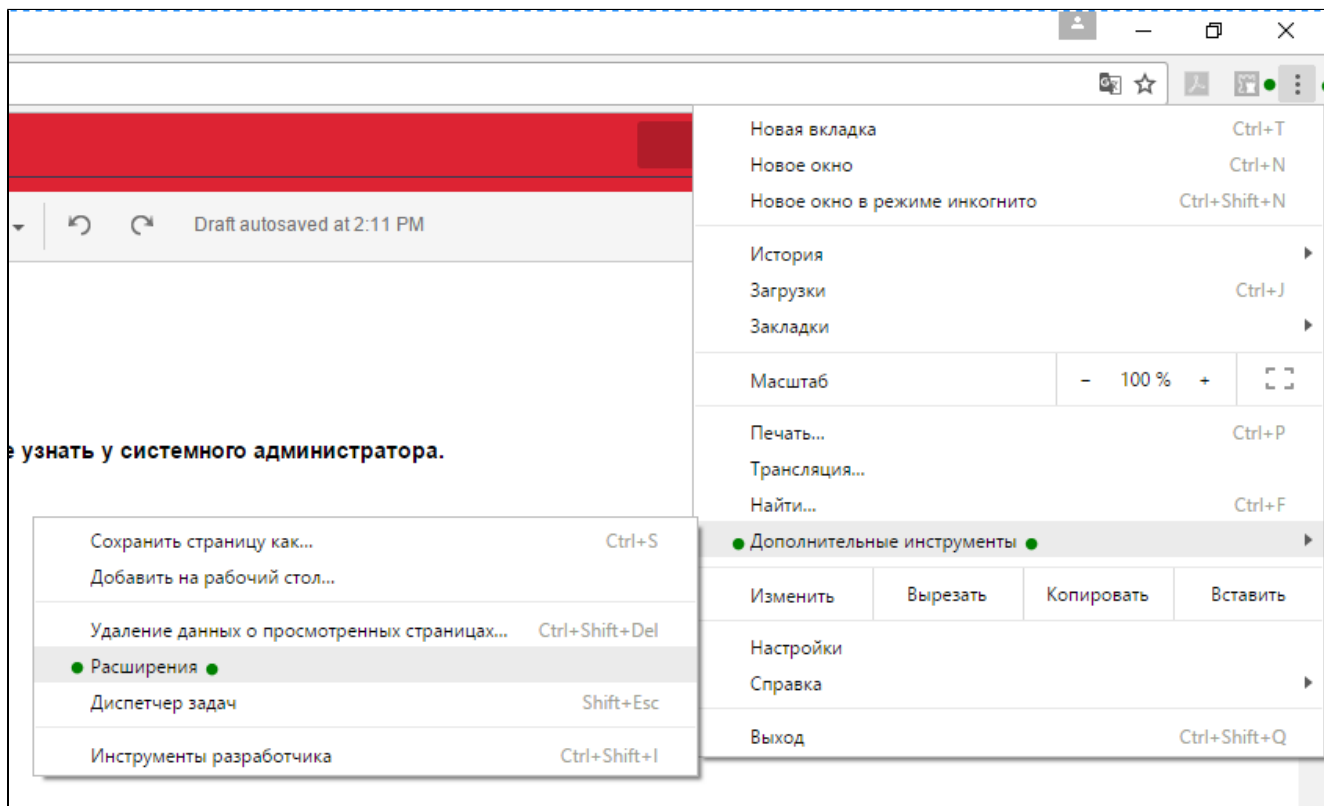 Новая вкладка Ctrl+T
Новое окно Ctrl+N
Новое окно в режиме инкогнито Ctrl+Shift+N
Draft autosaved at 2:11 PM
История
Загрузки Ctrl+J
Закладки
Масштаб - 100 % +
Печать... Ctrl+P
е узнать у системного администратора.
Трансляция...
Найти... Ctrl+F
Дополнительные инструменты
Изменить Вырезать Копировать Вставить
Настройки
Справка
Выход Ctrl+Shift+Q
Сохранить страницу как... Ctrl+S
Добавить на рабочий стол...
Удаление данных о просмотренных страницах... Ctrl+Shift+Del
Расширения
Диспетчер задач Shift+Esc
Инструменты разработчика Ctrl+Shift+I